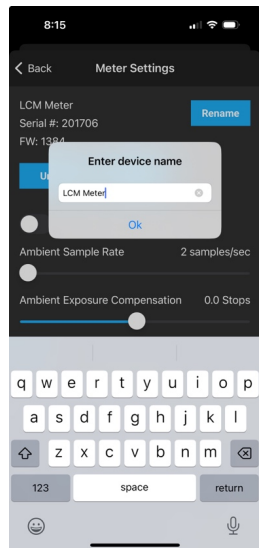 8:15
Back Meter Settings
LCM Meter
Rename
Serial #: 201706
FW: 1384
Enter device name
LCM Meter
Ok
Ambient Sample Rate 2 samples/sec
Ambient Exposure Compensation 0.0 Stops
q w e r t y u i o p
a s d f g h j k l
z x c v b n m
123 space return